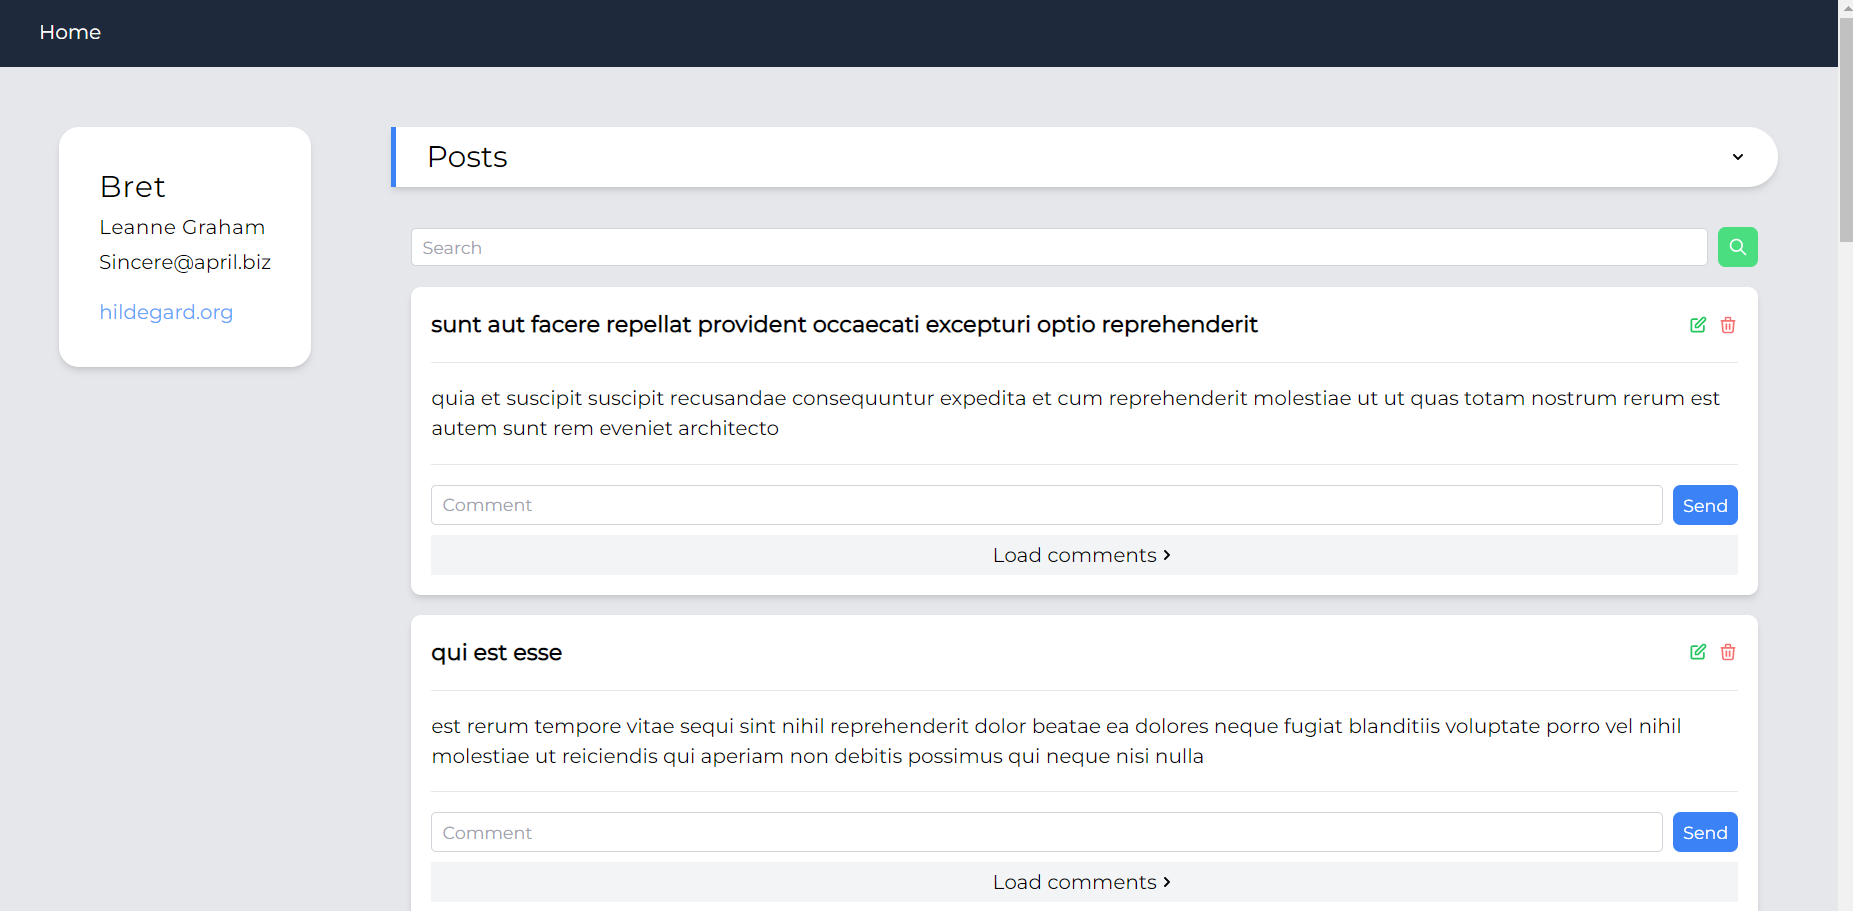 Home
Bret
Leanne Graham
Sincere@april.biz
hildegard.org
Posts
Search
sunt aut facere repellat provident occaecati excepturi optio reprehenderit
quia et suscipit suscipit recusandae consequuntur expedita et cum reprehenderit molestiae ut ut quas totam nostrum rerum est
autem sunt rem eveniet architecto
Comment
Send
Load comments
qui est esse
est rerum tempore vitae sequi sint nihil reprehenderit dolor beatae ea dolores neque fugiat blanditiis voluptate porro vel nihil
molestiae ut reiciendis qui aperiam non debitis possimus qui neque nisi nulla
Comment
Send
Load comments